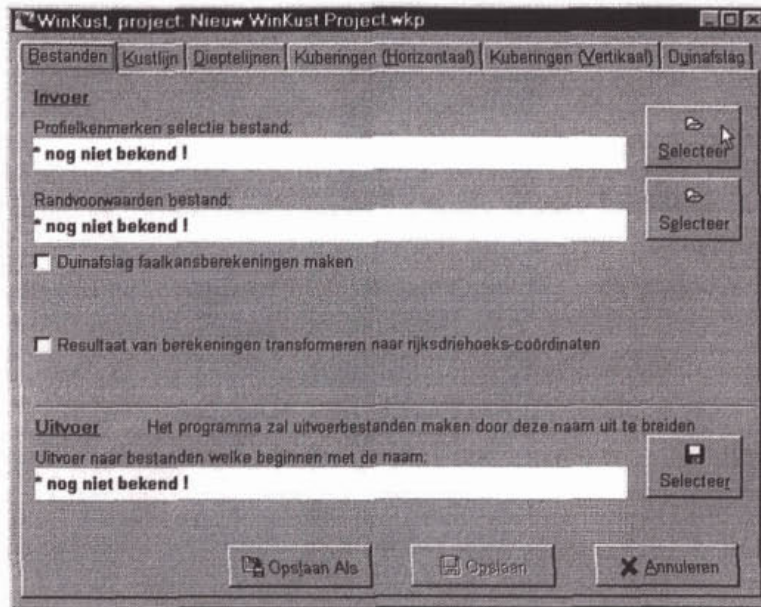 WinKust, project: Nieuw WinKust Project.wkp
Bestanden Kustlijn Dieptelijnen Kuberingen (Horizontaal) Kuberingen (Vertikaal) Duinafslag
Invoer
Profielkenmerken selectie bestand:
* nog niet bekend !
Selecteer
Randvoorwaarden bestand:
* nog niet bekend !
Selecteer
Duinafslag faalkansberekeningen maken
Resultaat van berekeningen transformeren naar rijksdriehoeks-coördinaten
Uitvoer Het programma zal uitvoerbestanden maken door deze naam uit te breiden
Uitvoer naar bestanden welke beginnen met de naam:
* nog niet bekend !
Selecteer
Opslaan Als Opslaan Annuleren